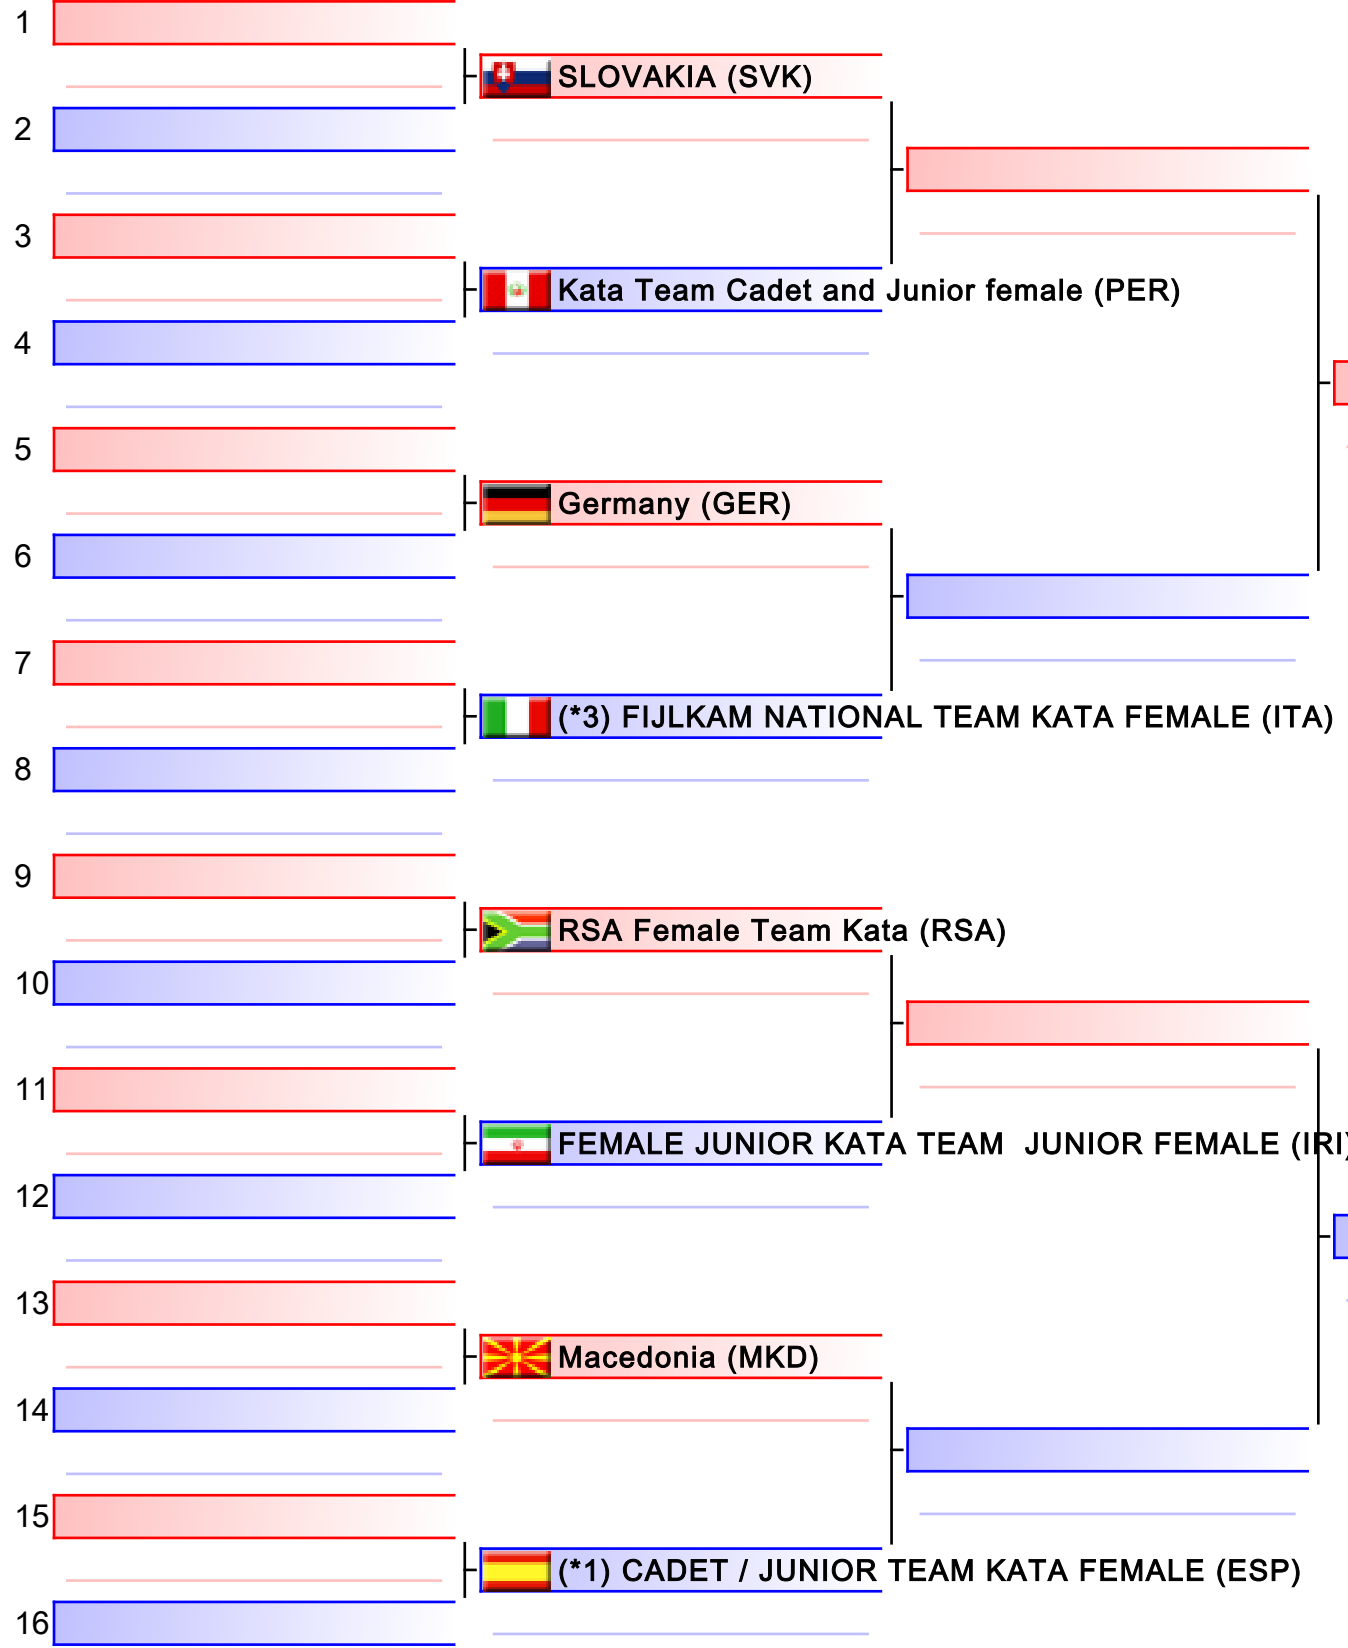 1
SLOVAKIA (SVK)
2
3
Kata Team Cadet and Junior female (PER)
4
5
Germany (GER)
6
7
(*3) FIJLKAM NATIONAL TEAM KATA FEMALE (ITA)
8
9
RSA Female Team Kata (RSA)
10
11
FEMALE JUNIOR KATA TEAM  JUNIOR FEMALE (IRI)
12
13
Macedonia (MKD)
14
15
(*1) CADET / JUNIOR TEAM KATA FEMALE (ESP)
16